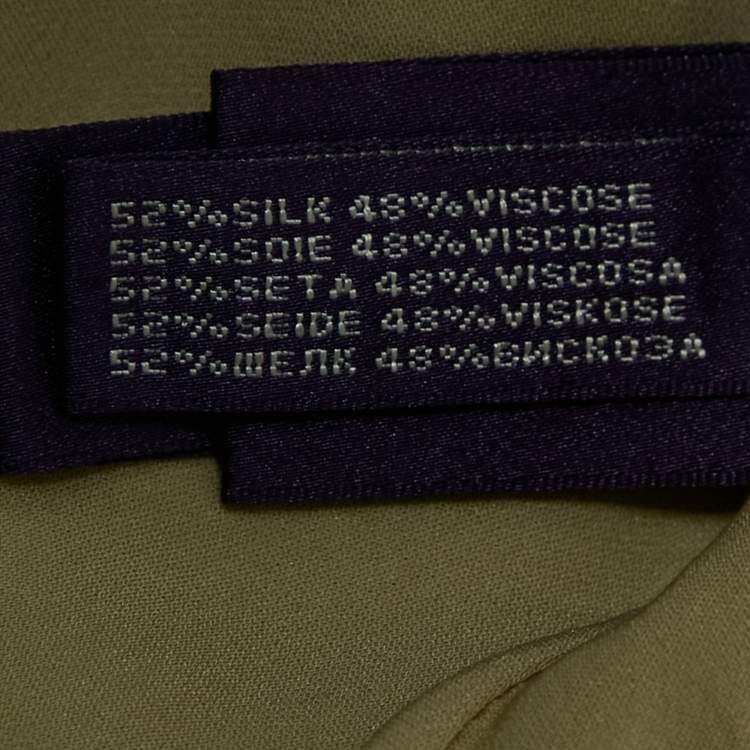 52%SILK 48%VISCOSE
52%SOIE 48%VISCOSE
52%SETA 48%VISCOSA
52%SEIDE 48%VISKOSE
52%ШЕЛК 48%ВИСКОЗА